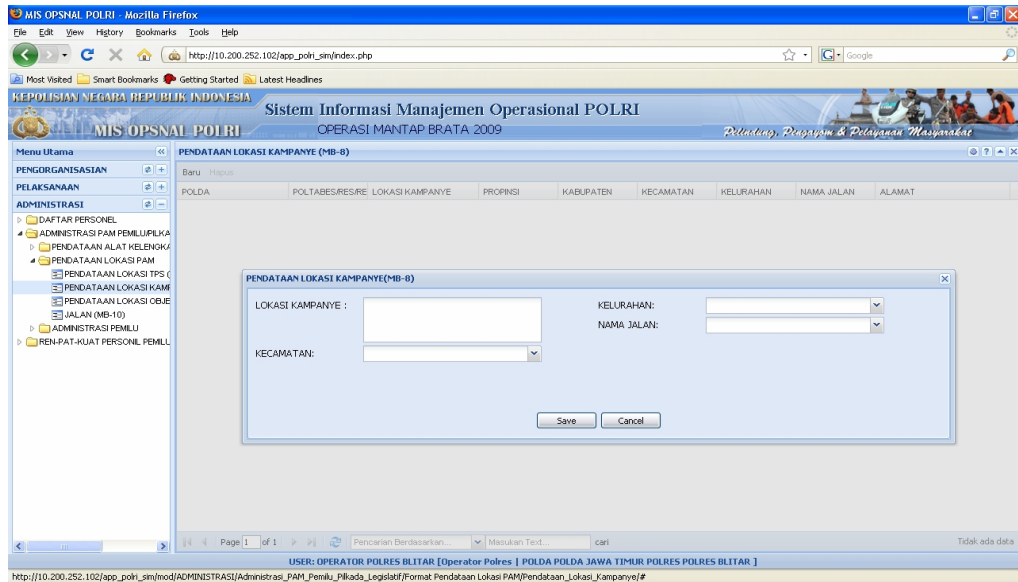 MIS OPSNAL POLRI - Mozilla Firefox
File Edit View History Bookmarks Tools Help
http://10.200.252.102/app_polri_sim/index.php
G Google
Most Visited Smart Bookmarks Getting Started Latest Headlines
KEPOLISIAN NEGARA REPUBLIK INDONESIA
MIS OPSNAL POLRI
Sistem Informasi Manajemen Operasional POLRI
OPERASI MANTAP BRATA 2009
Pelindung, Pengayom & Pelayanan Masyarakat
Menu Utama
PENGORGANISASIAN
PELAKSANAAN
ADMINISTRASI
DAFTAR PERSONEL
ADMINISTRASI PAM PEMILU/PILKA
PENDATAAN ALAT KELENGKA
PENDATAAN LOKASI PAM
PENDATAAN LOKASI TPS (
PENDATAAN LOKASI KAMP
PENDATAAN LOKASI OBJE
JALAN (MB-10)
ADMINISTRASI PEMILU
REN-PAT-KUAT PERSONIL PEMILU
PENDATAAN LOKASI KAMPANYE (MB-8)
Baru Hapus
POLDA POLTABES/RES/RE LOKASI KAMPANYE PROPINSI KABUPATEN KECAMATAN KELURAHAN NAMA JALAN ALAMAT
PENDATAAN LOKASI KAMPANYE(MB-8)
LOKASI KAMPANYE :
KECAMATAN:
KELURAHAN:
NAMA JALAN:
Save Cancel
Page 1 of 1 Pencarian Berdasarkan... Masukan Text... cari Tidak ada data
USER: OPERATOR POLRES BLITAR [Operator Polres | POLDA POLDA JAWA TIMUR POLRES POLRES BLITAR ]
http://10.200.252.102/app_polri_sim/mod/ADMINISTRASI/Administrasi_PAM_Pemilu_Pilkada_Legislatif/Format Pendataan Lokasi PAM/Pendataan_Lokasi_Kampanye/#